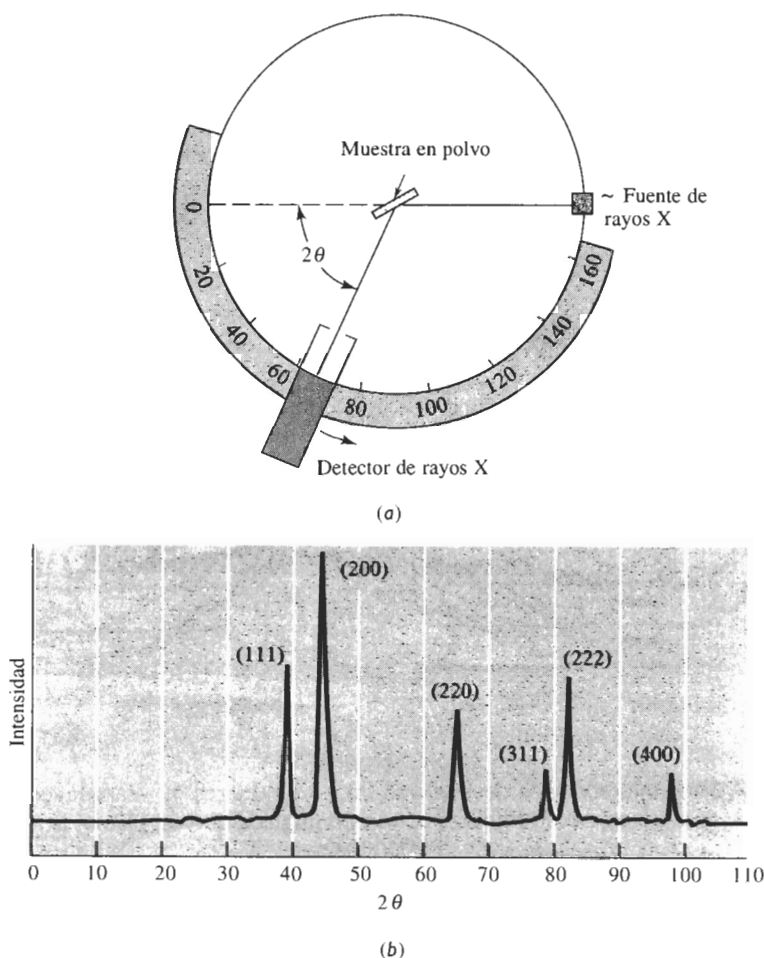 Muestra en polvo
~ Fuente de
rayos X
2θ
0
20
40
60
80
100
120
140
160
Detector de rayos X
(a)
(200)
(111)
(222)
(220)
(311)
(400)
Intensidad
0 10 20 30 40 50 60 70 80 90 100 110
2 θ
(b)